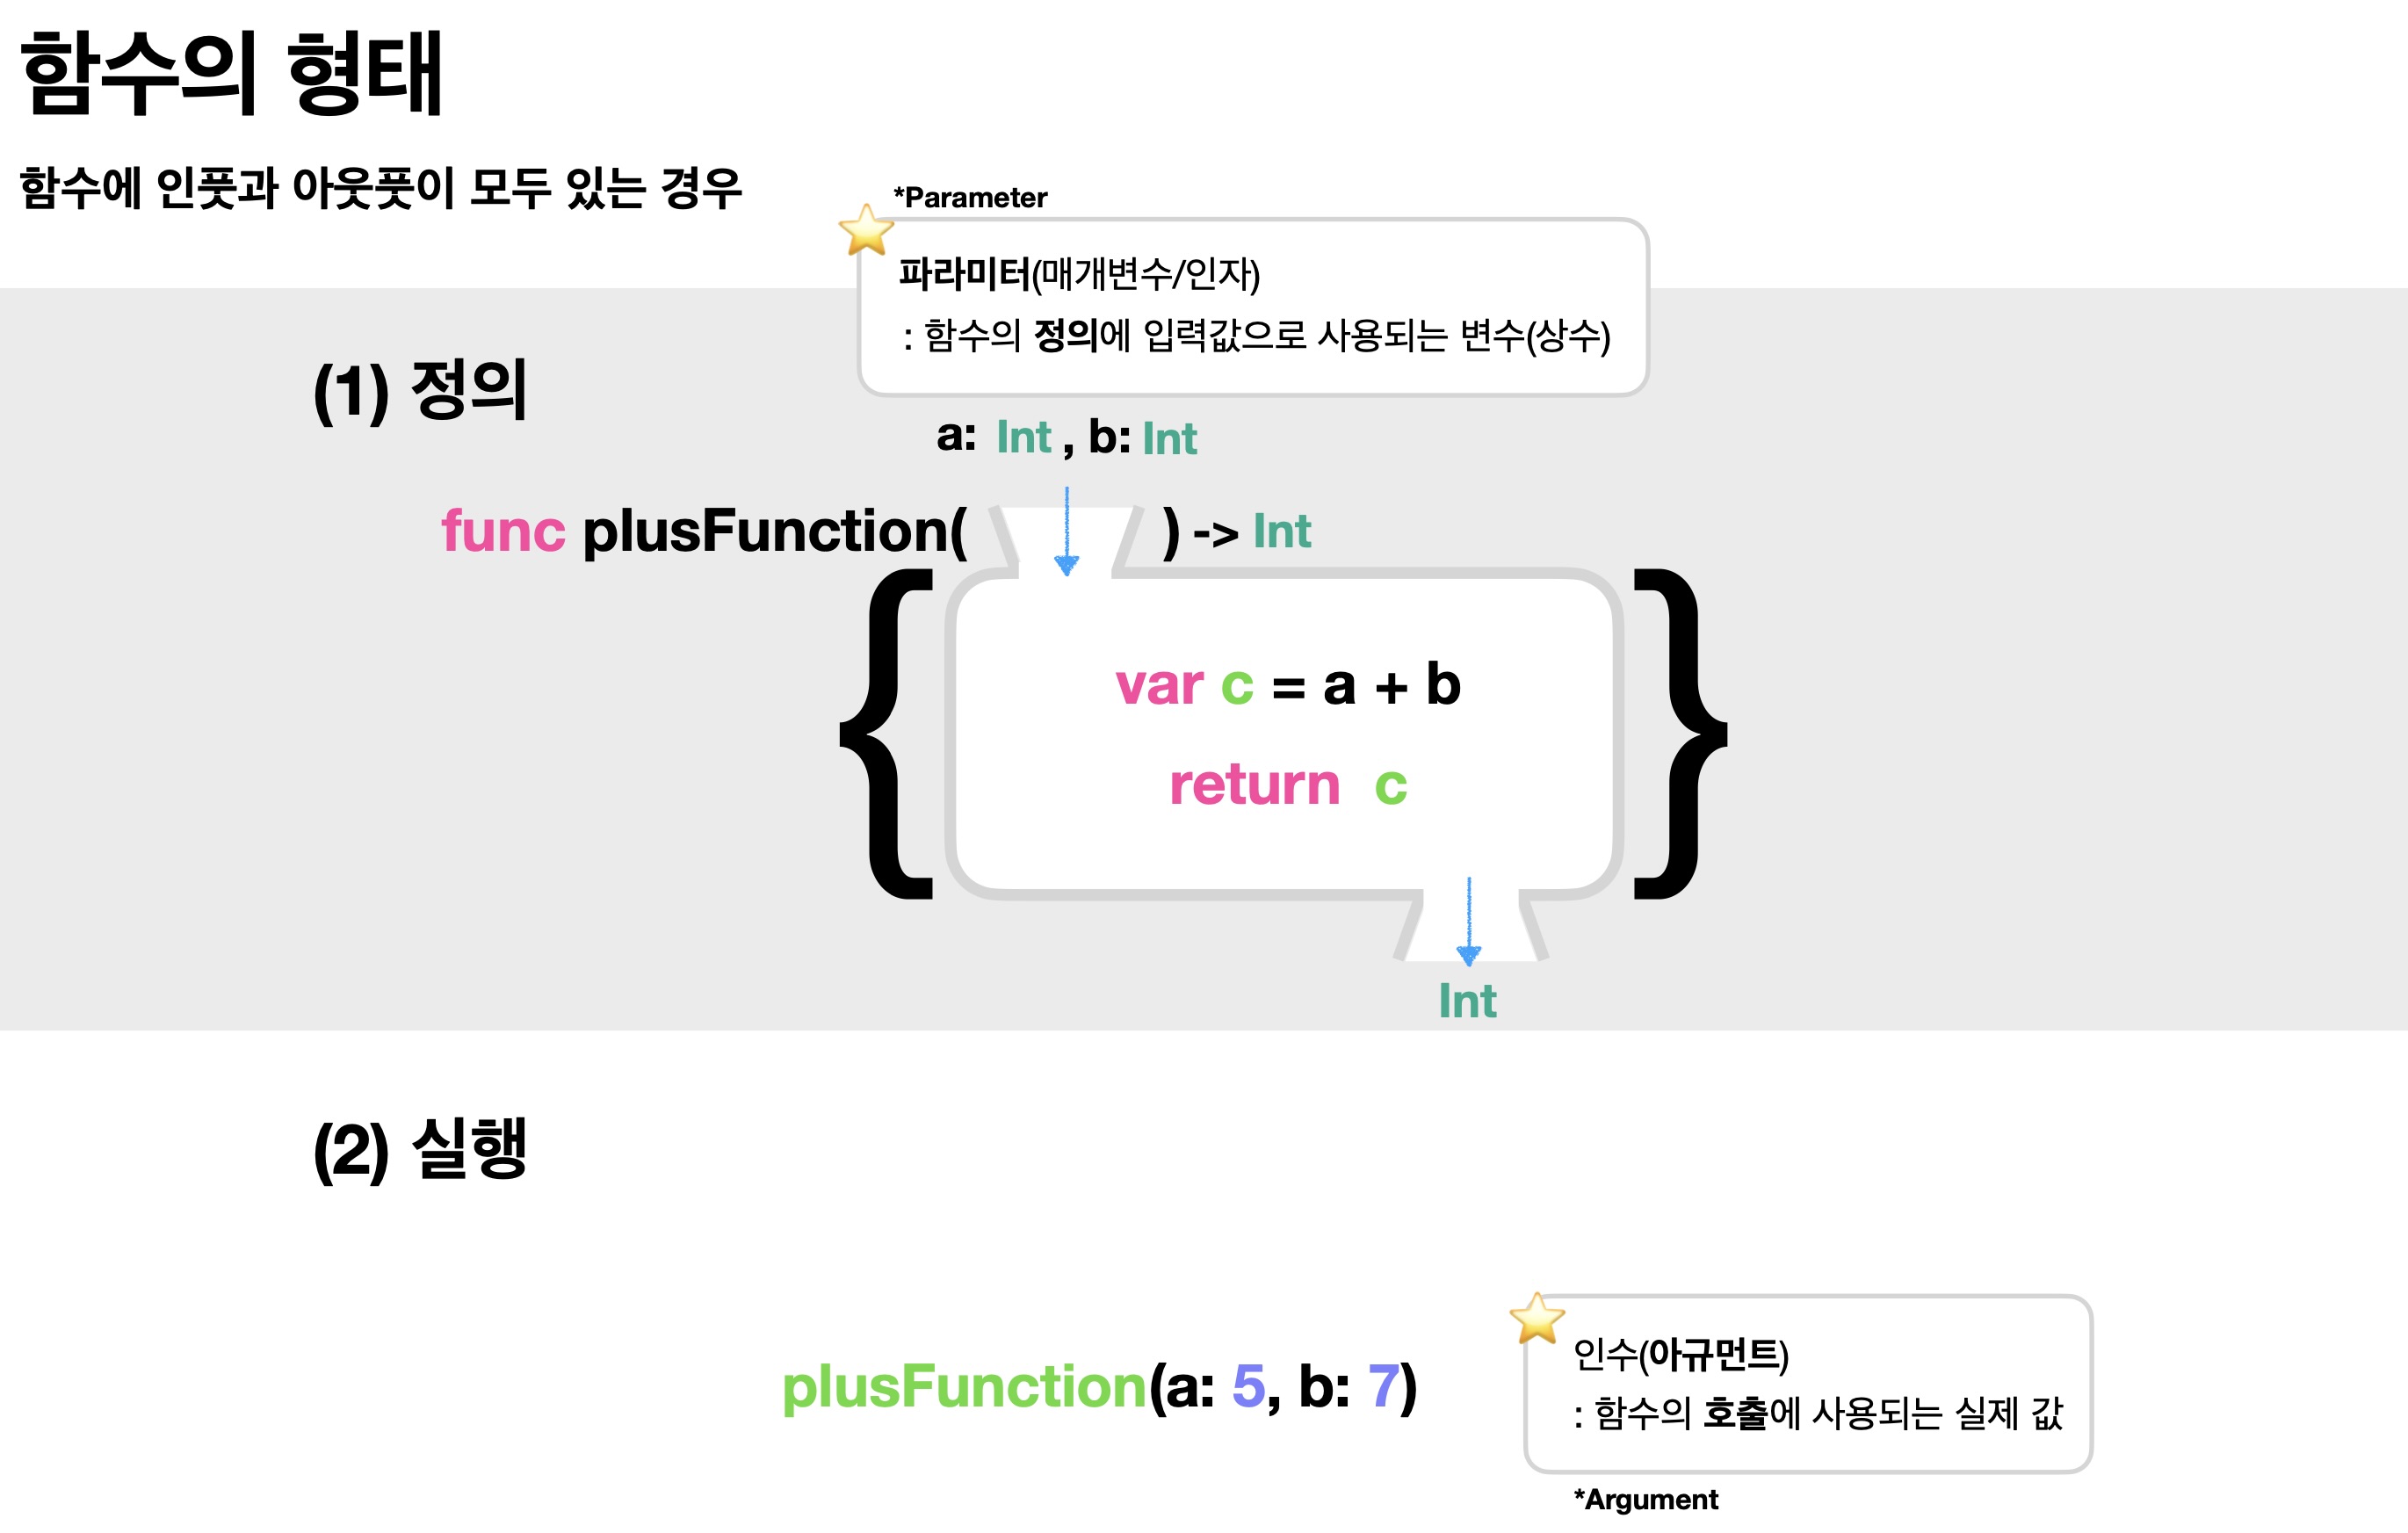 함수의 형태
함수에 인풋과 아웃풋이 모두 있는 경우
*Parameter
파라미터(매개변수/인자)
: 함수의 정의에 입력값으로 사용되는 변수(상수)
(1) 정의
a: Int , b: Int
func plusFunction( ) -> Int
{
var c = a + b
return c
}
Int
(2) 실행
plusFunction(a: 5, b: 7)
인수(아규먼트)
: 함수의 호출에 사용되는 실제 값
*Argument